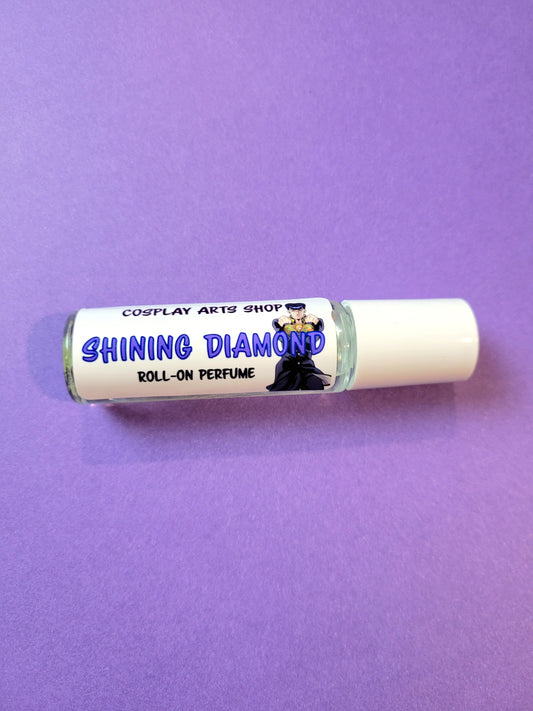 COSPLAY ARTS SHOP
SHINING DIAMOND
ROLL-ON PERFUME